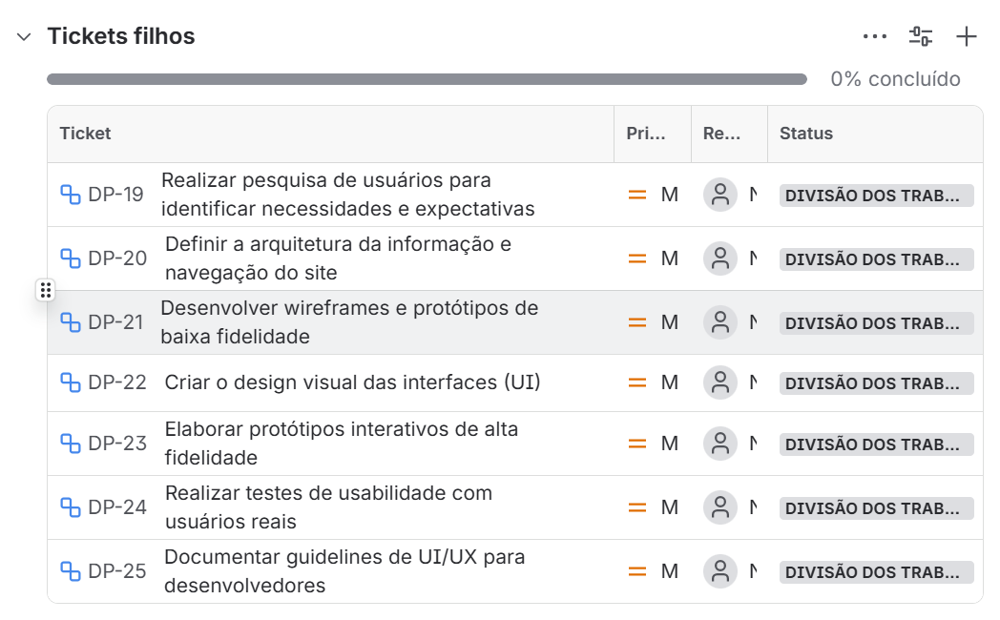 Tickets filhos
0% concluído
Ticket Pri... Re... Status
DP-19 Realizar pesquisa de usuários para
identificar necessidades e expectativas
M DIVISÃO DOS TRAB...
DP-20 Definir a arquitetura da informação e
navegação do site
M DIVISÃO DOS TRAB...
DP-21 Desenvolver wireframes e protótipos de
baixa fidelidade
M DIVISÃO DOS TRAB...
DP-22 Criar o design visual das interfaces (UI) M DIVISÃO DOS TRAB...
DP-23 Elaborar protótipos interativos de alta
fidelidade
M DIVISÃO DOS TRAB...
DP-24 Realizar testes de usabilidade com
usuários reais
M DIVISÃO DOS TRAB...
DP-25 Documentar guidelines de UI/UX para
desenvolvedores
M DIVISÃO DOS TRAB...